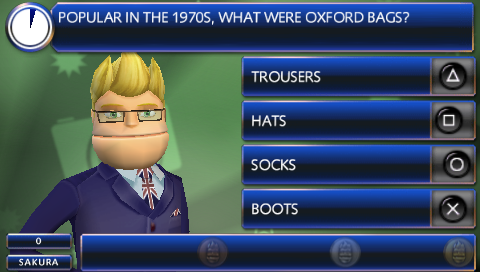 POPULAR IN THE 1970S, WHAT WERE OXFORD BAGS?
TROUSERS
HATS
SOCKS
BOOTS
0
SAKURA